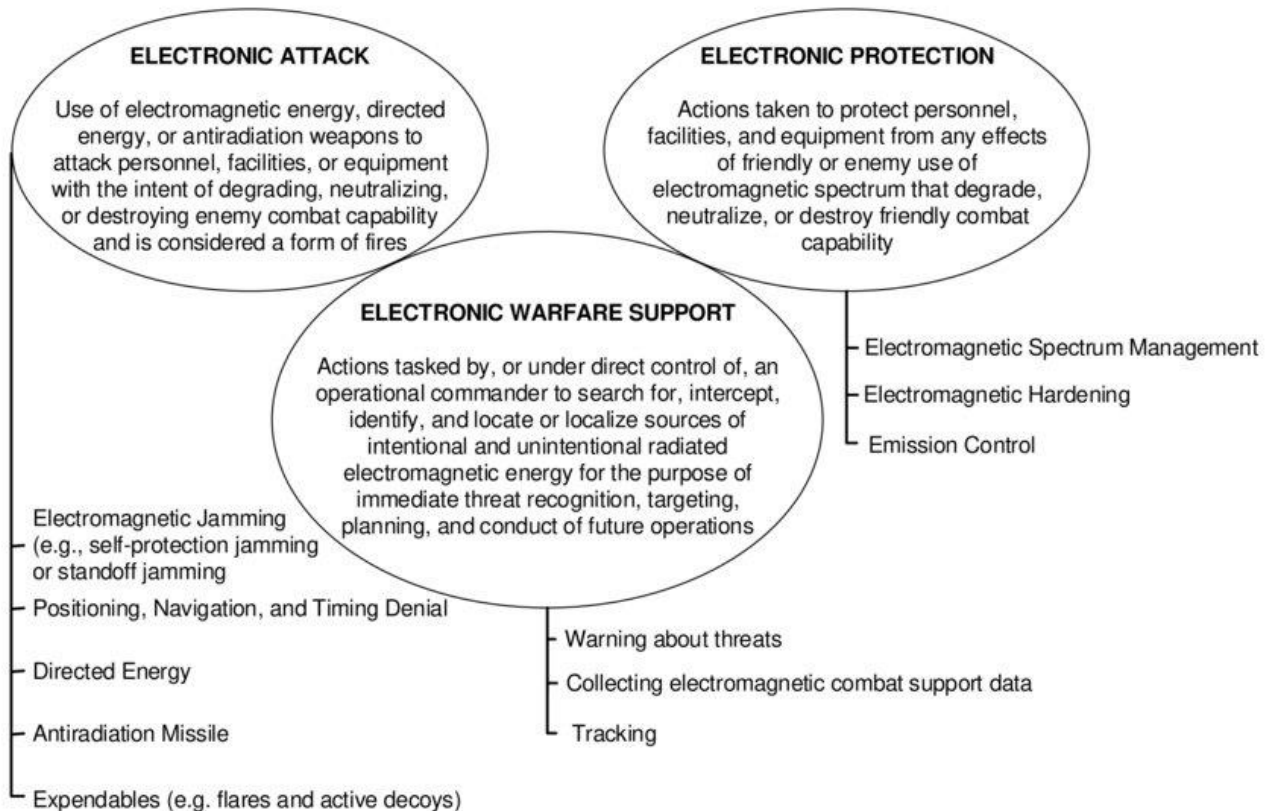 ELECTRONIC ATTACK
Use of electromagnetic energy, directed
energy, or antiradiation weapons to
attack personnel, facilities, or equipment
with the intent of degrading, neutralizing,
or destroying enemy combat capability
and is considered a form of fires
ELECTRONIC PROTECTION
Actions taken to protect personnel,
facilities, and equipment from any effects
of friendly or enemy use of
electromagnetic spectrum that degrade,
neutralize, or destroy friendly combat
capability
ELECTRONIC WARFARE SUPPORT
Actions tasked by, or under direct control of, an
operational commander to search for, intercept,
identify, and locate or localize sources of
intentional and unintentional radiated
electromagnetic energy for the purpose of
immediate threat recognition, targeting,
planning, and conduct of future operations
Electromagnetic Spectrum Management
Electromagnetic Hardening
Emission Control
Electromagnetic Jamming
(e.g., self-protection jamming
or standoff jamming
Positioning, Navigation, and Timing Denial
Directed Energy
Antiradiation Missile
Expendables (e.g. flares and active decoys)
Warning about threats
Collecting electromagnetic combat support data
Tracking